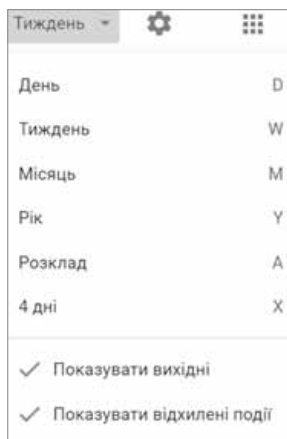 Тиждень
День D
Тиждень W
Місяць M
Рік Y
Розклад A
4 дні X
Показувати вихідні
Показувати відхилені події